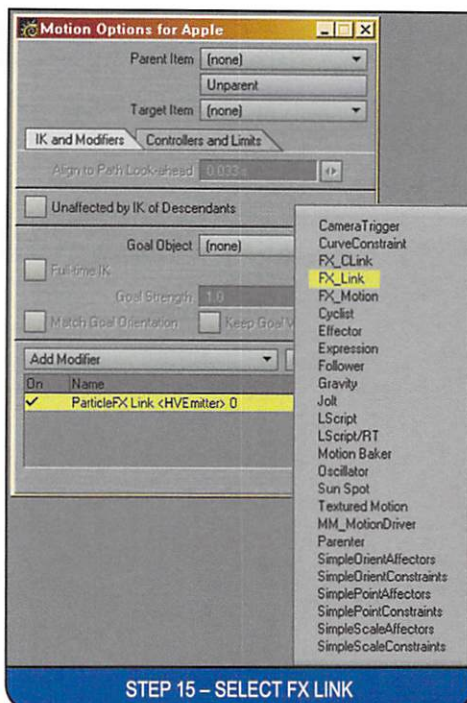 Motion Options for Apple
Parent Item (none)
Unparent
Target Item (none)
IK and Modifiers Controllers and Limits
Align to Path Look-ahead 0.033 s
Unaffected by IK of Descendants
Goal Object (none)
Full-time IK
Goal Strength 1.0
Match Goal Orientation Keep Goal
Add Modifier
On Name
ParticleFX Link <HVEmitter> 0
CameraTrigger
CurveConstraint
FX_CLink
FX_Link
FX_Motion
Cyclist
Effector
Expression
Follower
Gravity
Jolt
LScript
LScript/RT
Motion Baker
Oscillator
Sun Spot
Textured Motion
MM_MotionDriver
Parenter
SimpleOrientAffectors
SimpleOrientConstraints
SimplePointAffectors
SimplePointConstraints
SimpleScaleAffectors
SimpleScaleConstraints
STEP 15 – SELECT FX LINK